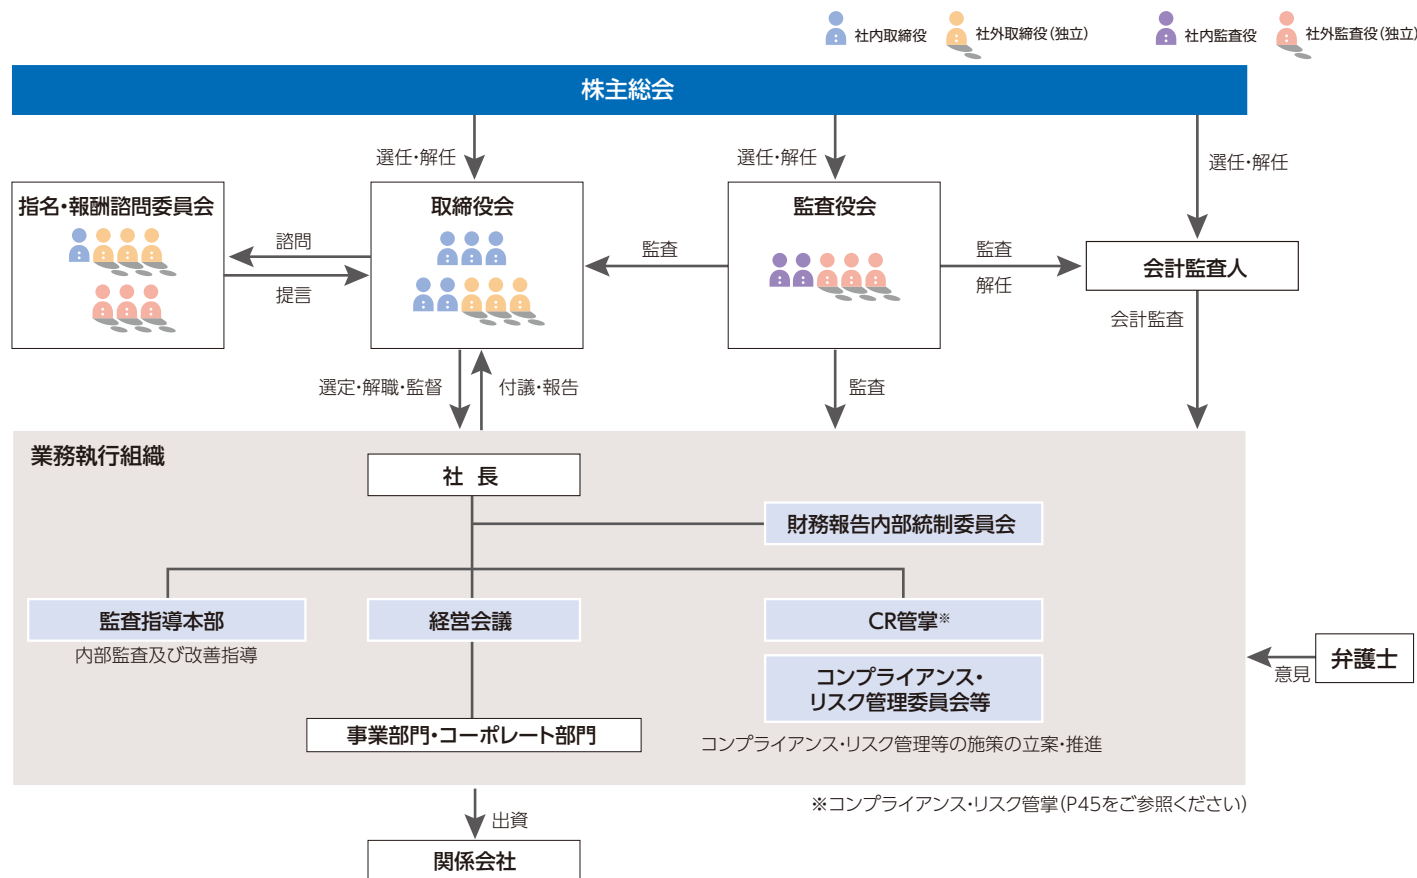 社内取締役
社外取締役(独立)
社内監査役
社外監査役(独立)
株主総会
選任・解任
選任・解任
選任・解任
指名・報酬諮問委員会
取締役会
監査役会
会計監査人
諮問
提言
監査
監査
解任
会計監査
選定・解職・監督
付議・報告
監査
業務執行組織
社 長
財務報告内部統制委員会
監査指導本部
内部監査及び改善指導
経営会議
CR管掌※
コンプライアンス・
リスク管理委員会等
コンプライアンス・リスク管理等の施策の立案・推進
事業部門・コーポレート部門
弁護士
意見
※コンプライアンス・リスク管掌(P45をご参照ください)
出資
関係会社